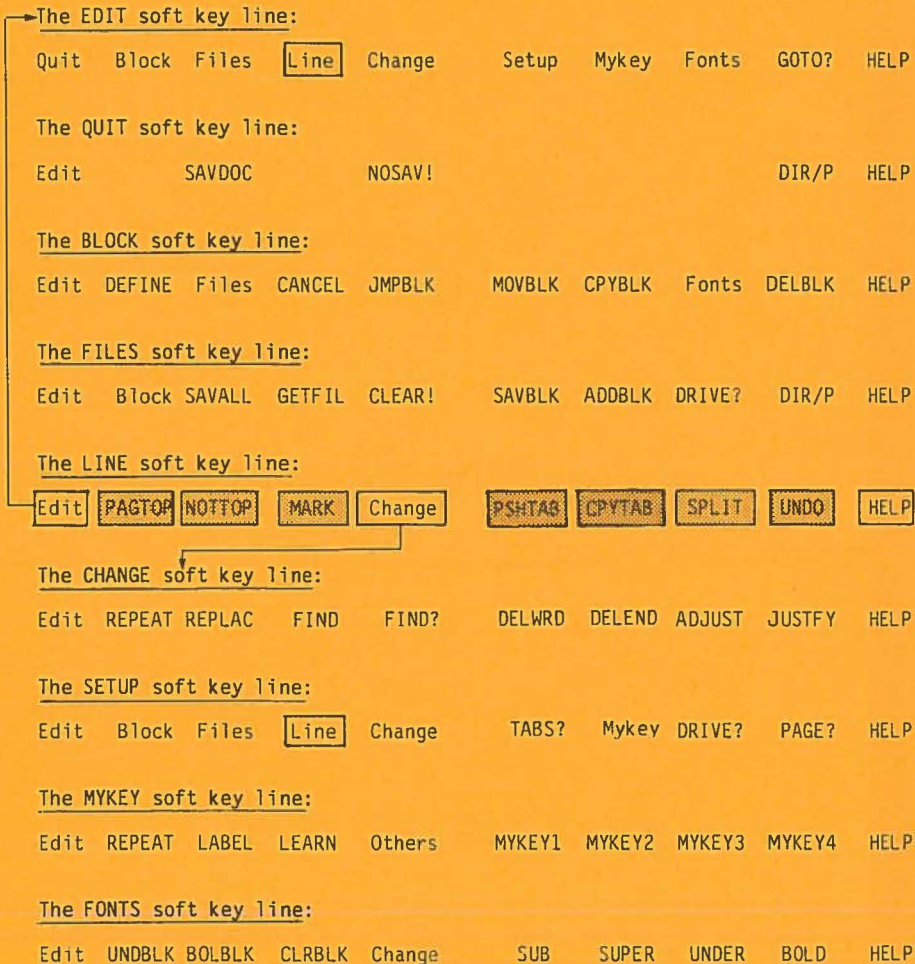 The EDIT soft key line:
Quit Block Files Line Change Setup Mykey Fonts GOTO? HELP
The QUIT soft key line:
Edit SAVDOC NOSAV! DIR/P HELP
The BLOCK soft key line:
Edit DEFINE Files CANCEL JMPBLK MOVBLK CPYBLK Fonts DELBLK HELP
The FILES soft key line:
Edit Block SAVALL GETFIL CLEAR! SAVBLK ADDBLK DRIVE? DIR/P HELP
The LINE soft key line:
Edit PAGTOP NOTTOP MARK Change PSHTAB CPYTAB SPLIT UNDO HELP
The CHANGE soft key line:
Edit REPEAT REPLAC FIND FIND? DELWRD DELEND ADJUST JUSTFY HELP
The SETUP soft key line:
Edit Block Files Line Change TABS? Mykey DRIVE? PAGE? HELP
The MYKEY soft key line:
Edit REPEAT LABEL LEARN Others MYKEY1 MYKEY2 MYKEY3 MYKEY4 HELP
The FONTS soft key line:
Edit UNDBLK BOLBLK CLRBLK Change SUB SUPER UNDER BOLD HELP